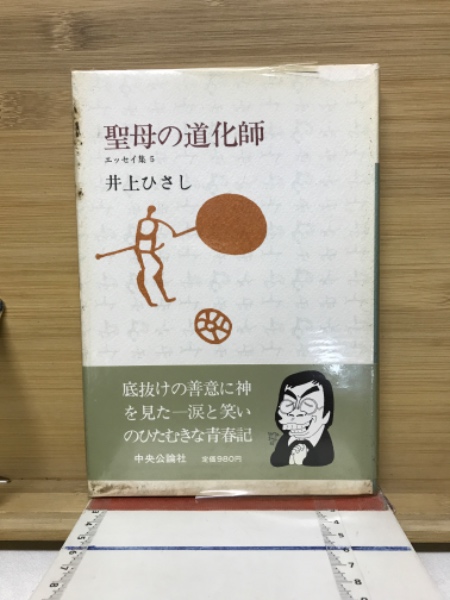 聖母の道化師
エッセイ集 5
井上ひさし
底抜けの善意に神
を見た—涙と笑い
のひたむきな青春記
中央公論社 定価980円